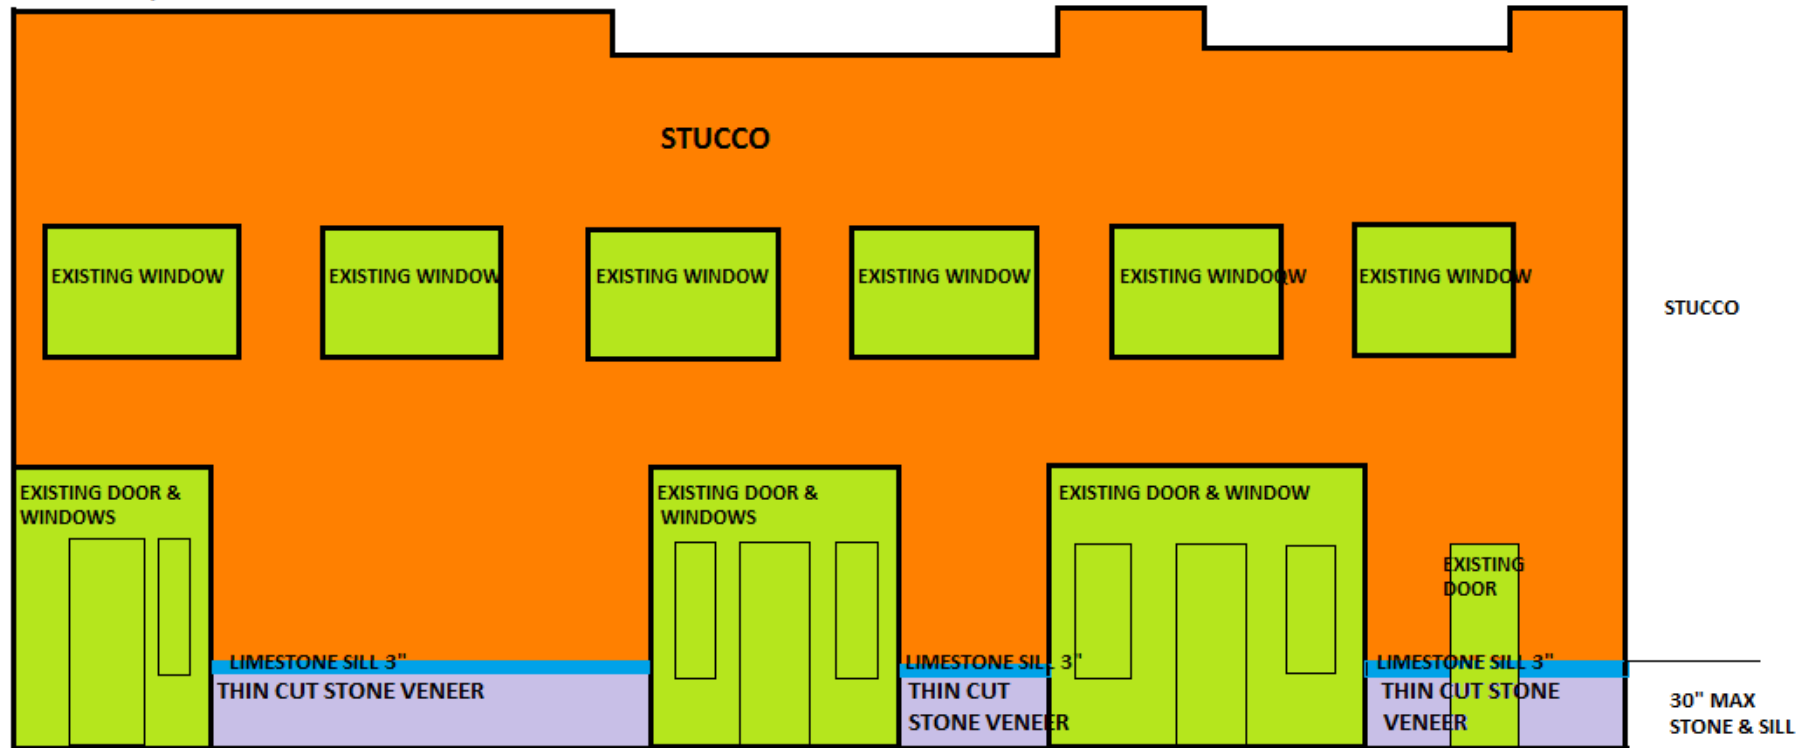 STUCCO
EXISTING WINDOW
EXISTING WINDOW
EXISTING WINDOW
EXISTING WINDOW
EXISTING WINDOOW
EXISTING WINDOW
STUCCO
EXISTING DOOR &
WINDOWS
EXISTING DOOR &
WINDOWS
EXISTING DOOR & WINDOW
EXISTING
DOOR
LIMESTONE SILL 3"
THIN CUT STONE VENEER
LIMESTONE SILL 3"
THIN CUT
STONE VENEER
LIMESTONE SILL 3"
THIN CUT STONE
VENEER
30" MAX
STONE & SILL